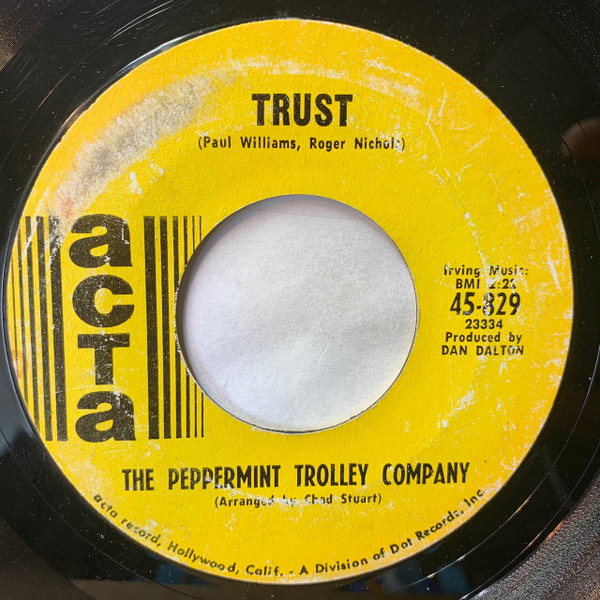 TRUST
(Paul Williams, Roger Nichols)
acta
Irving Music:
BMI 2:22
45-829
23334
Produced by
DAN DALTON
THE PEPPERMINT TROLLEY COMPANY
(Arranged by Chad Stuart)
acta record, Hollywood, Calif. - A Division of Dot Records, Inc.